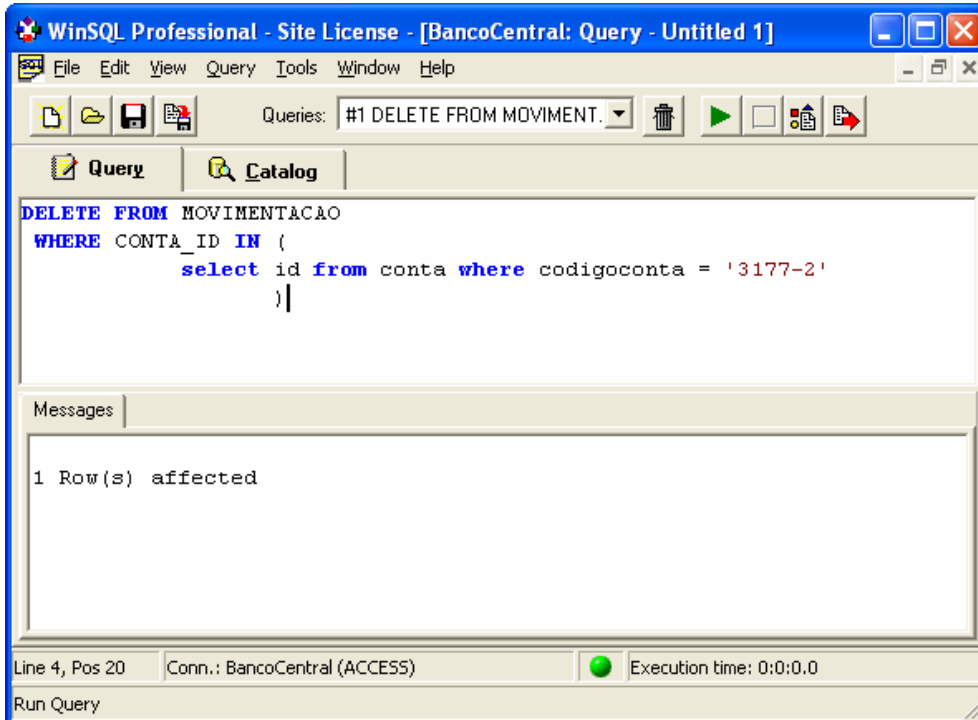 WinSQL Professional - Site License - [BancoCentral: Query - Untitled 1]
File Edit View Query Tools Window Help
Queries: #1 DELETE FROM MOVIMENT.
Query Catalog
DELETE FROM MOVIMENTACAO
WHERE CONTA_ID IN (
select id from conta where codigoconta = '3177-2'
)
Messages
1 Row(s) affected
Line 4, Pos 20 Conn.: BancoCentral (ACCESS) Execution time: 0:0:0.0
Run Query